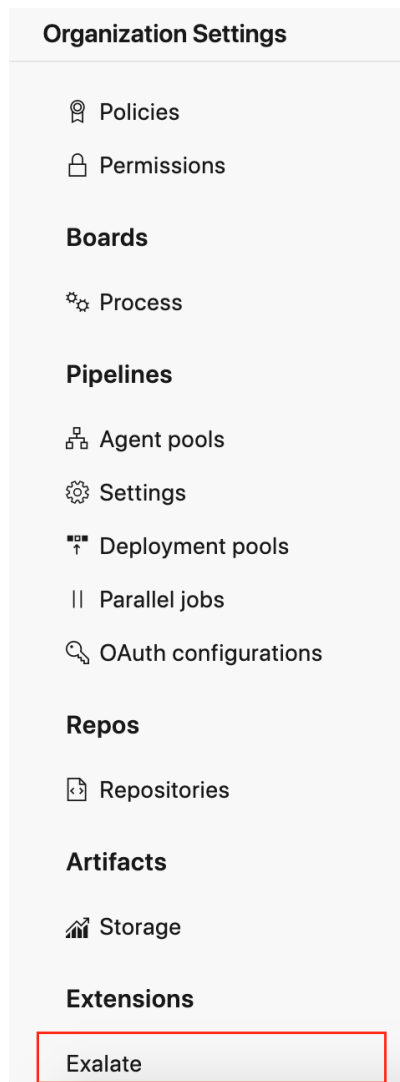 Organization Settings
Policies
Permissions
Boards
Process
Pipelines
Agent pools
Settings
Deployment pools
Parallel jobs
OAuth configurations
Repos
Repositories
Artifacts
Storage
Extensions
Exalate